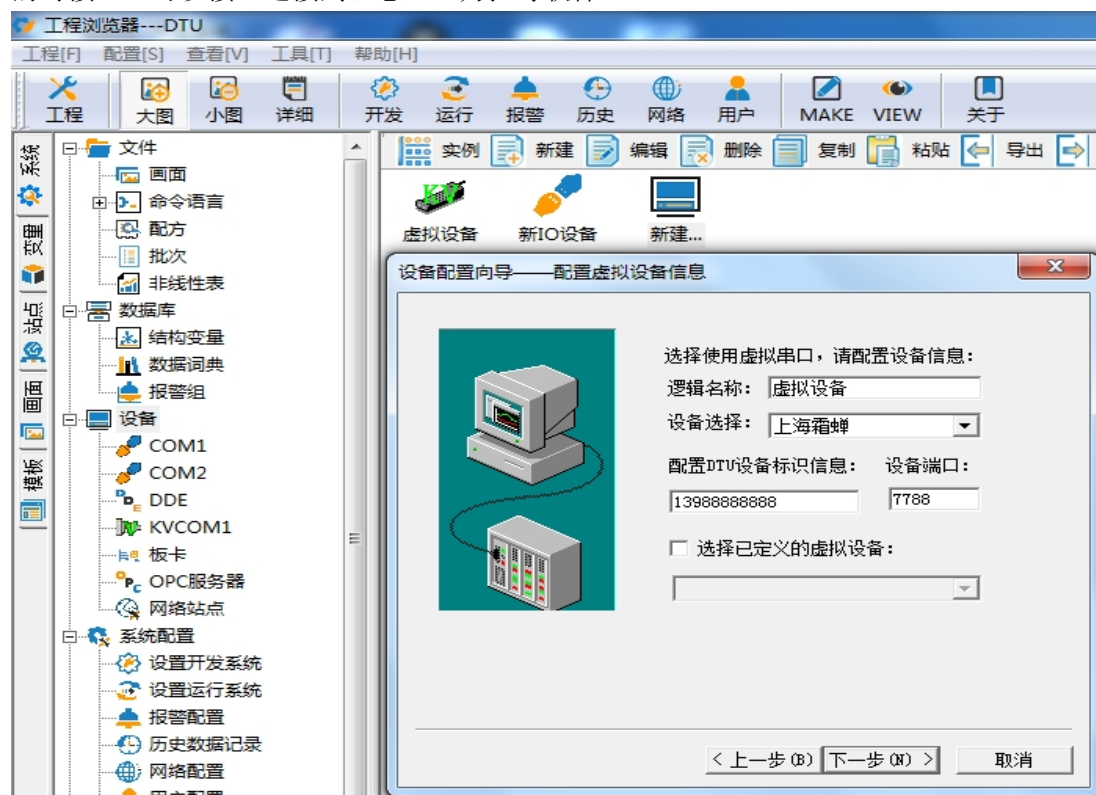 工程浏览器---DTU
工程[F] 配置[S] 查看[V] 工具[T] 帮助[H]
工程 大图 小图 详细 开发 运行 报警 历史 网络 用户 MAKE VIEW 关于
实例 新建 编辑 删除 复制 粘贴 导出
虚拟设备 新IO设备 新建...
系统
变量
站点
画面
模板
文件
画面
命令语言
配方
批次
非线性表
数据库
结构变量
数据词典
报警组
设备
COM1
COM2
DDE
KVCOM1
板卡
OPC服务器
网络站点
系统配置
设置开发系统
设置运行系统
报警配置
历史数据记录
网络配置
设备配置向导——配置虚拟设备信息
选择使用虚拟串口，请配置设备信息：
逻辑名称： 虚拟设备
设备选择： 上海霜蝉
配置DTU设备标识信息： 设备端口：
13988888888 7788
选择已定义的虚拟设备：
< 上一步(B) 下一步(N) > 取消